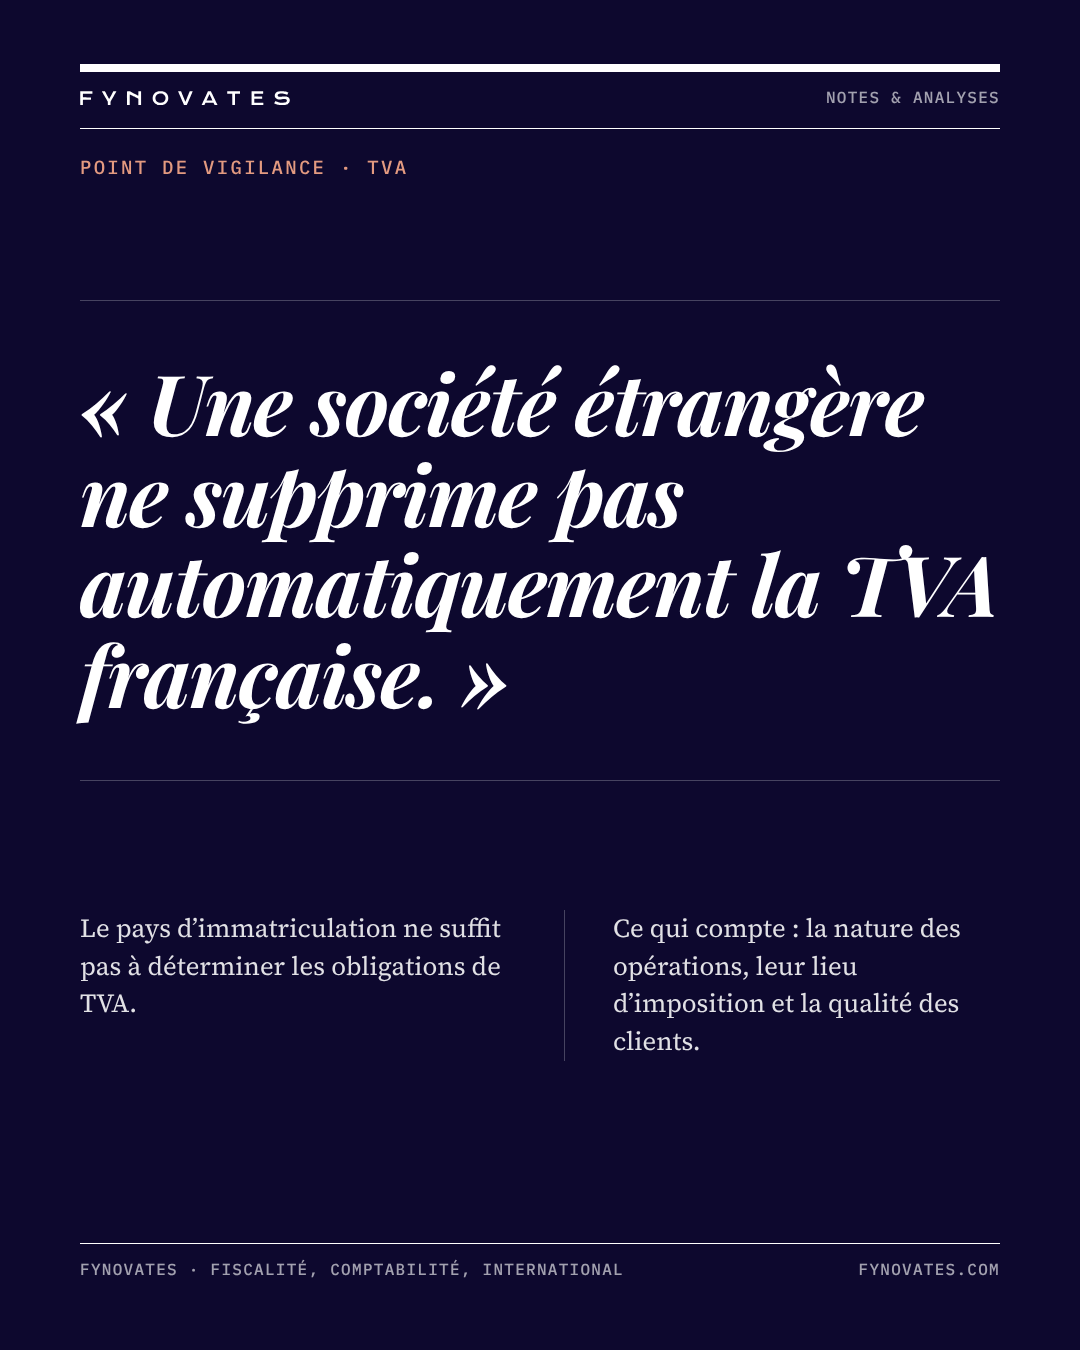 FYNOVATES
NOTES & ANALYSES
POINT DE VIGILANCE · TVA
« Une société étrangère
ne supprime pas
automatiquement la TVA
française. »
Le pays d’immatriculation ne suffit
pas à déterminer les obligations de
TVA.
Ce qui compte : la nature des
opérations, leur lieu
d’imposition et la qualité des
clients.
FYNOVATES · FISCALITÉ, COMPTABILITÉ, INTERNATIONAL
FYNOVATES.COM